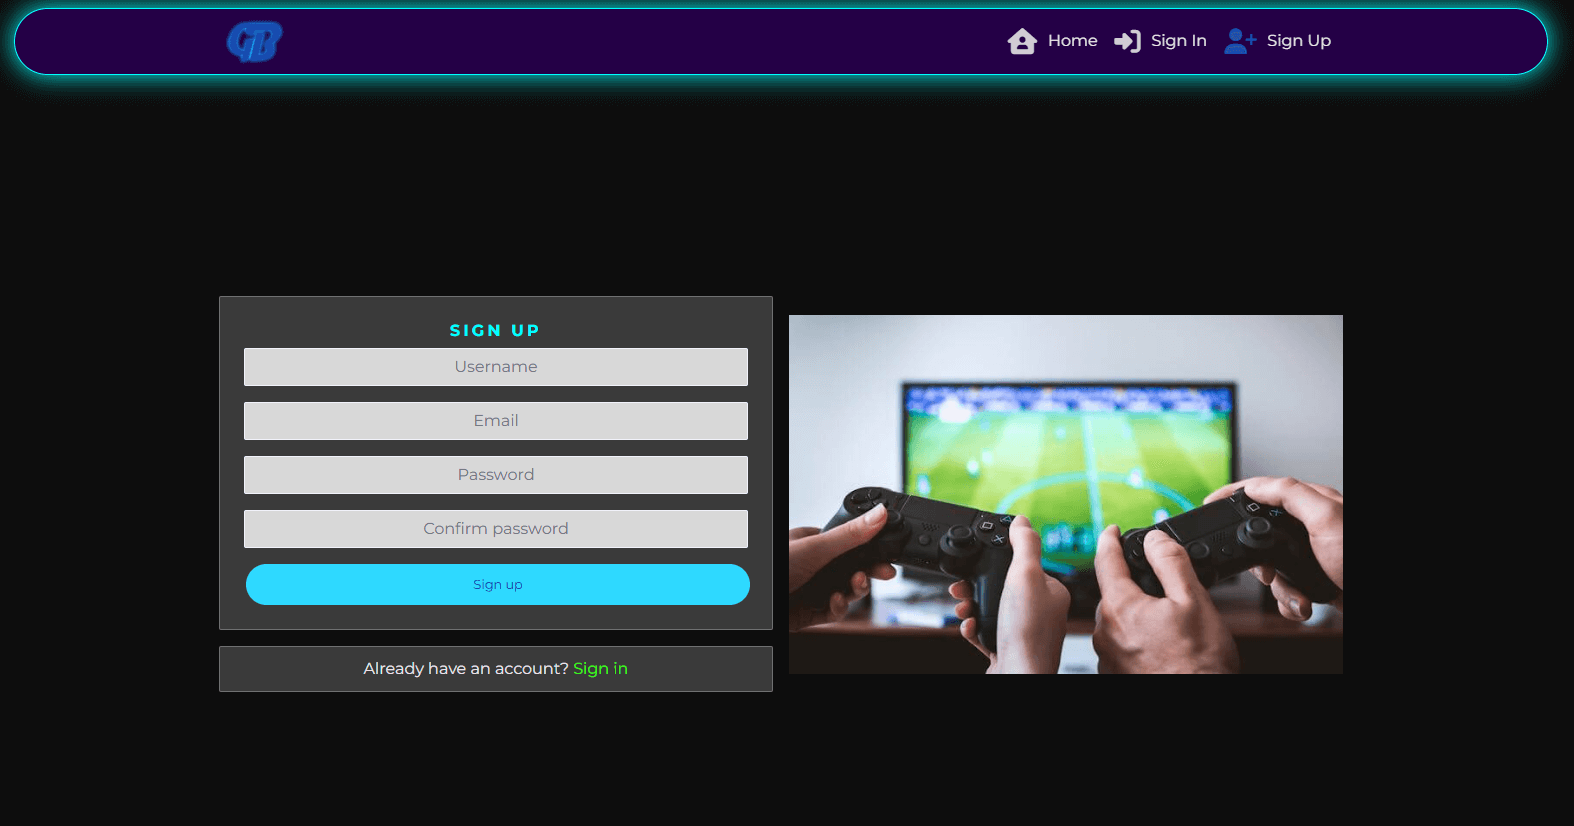 GB
Home
Sign In
Sign Up
SIGN UP
Username
Email
Password
Confirm password
Sign up
Already have an account? Sign in